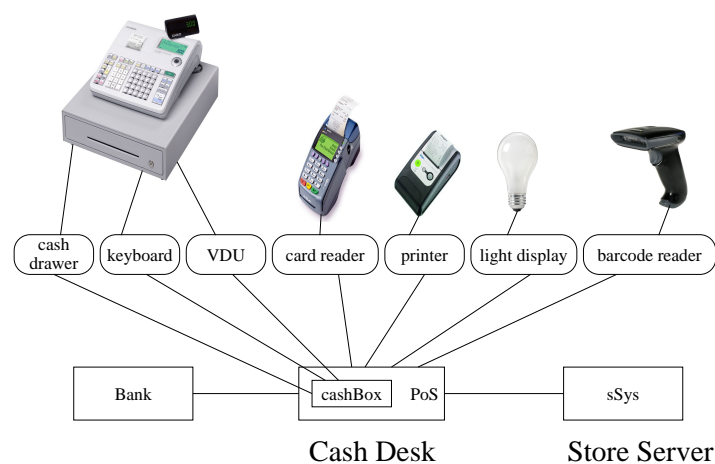 cash
drawer
keyboard
VDU
card reader
printer
light display
barcode reader
Bank
cashBox
PoS
sSys
Cash Desk
Store Server